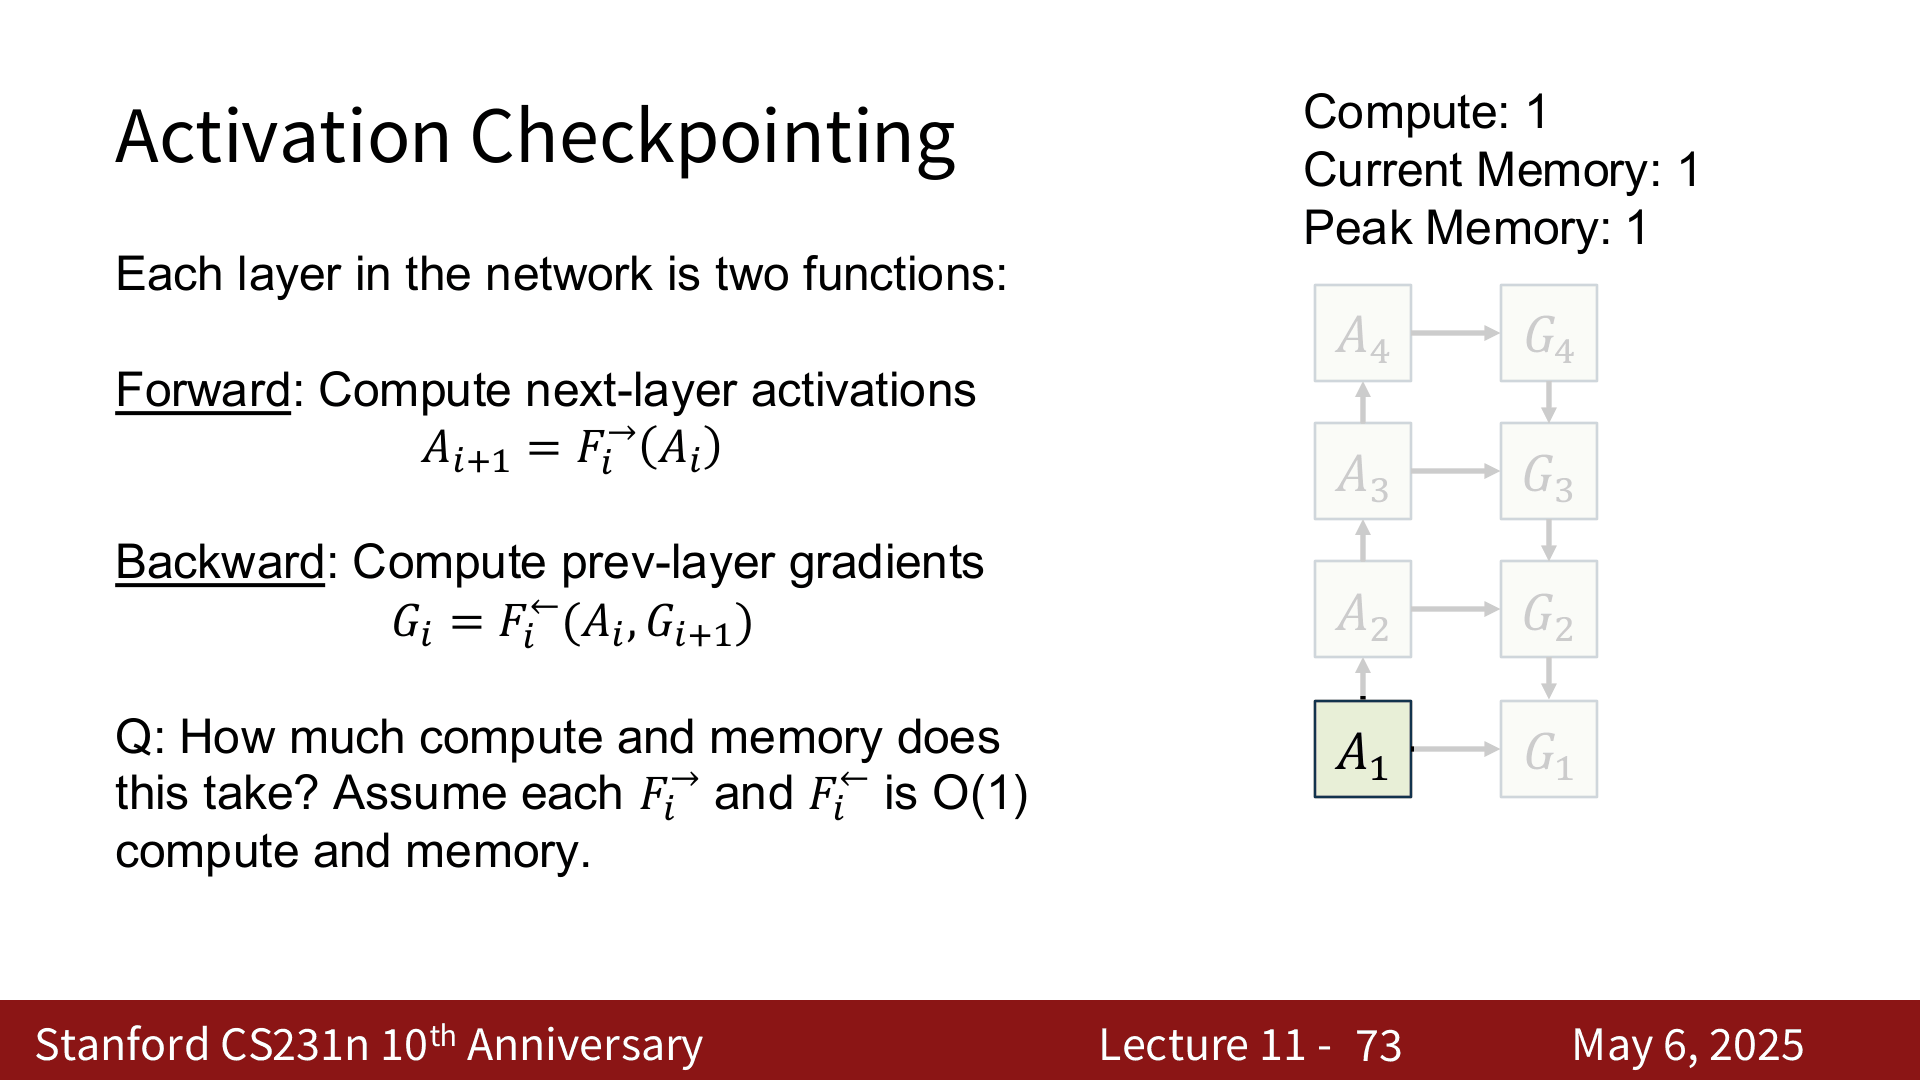 Activation Checkpointing
Each layer in the network is two functions:
Forward: Compute next-layer activations
A_{i+1} = F_i^→(A_i)
Backward: Compute prev-layer gradients
G_i = F_i^←(A_i, G_{i+1})
Q: How much compute and memory does
this take? Assume each F_i^→ and F_i^← is O(1)
compute and memory.
Compute: 1
Current Memory: 1
Peak Memory: 1
A_4 G_4
A_3 G_3
A_2 G_2
A_1 G_1
Stanford CS231n 10th Anniversary Lecture 11 - 73 May 6, 2025